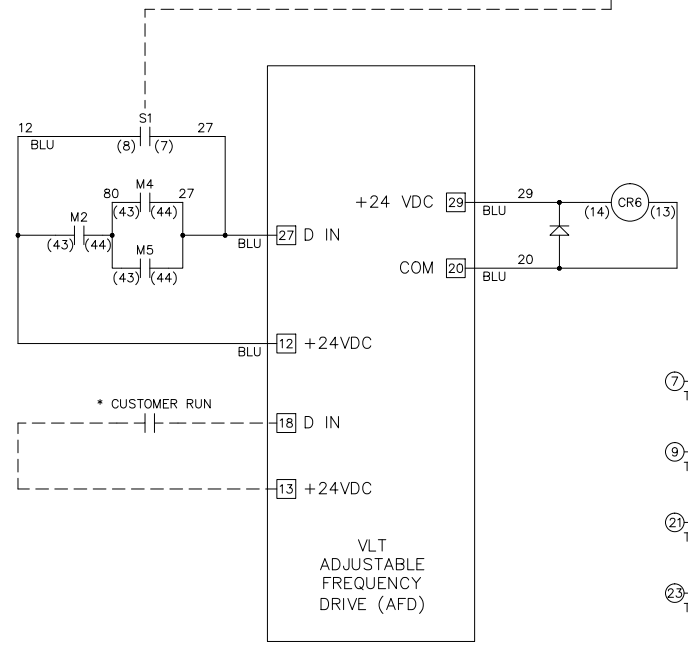 S1
12 27
BLU (8) (7)
80 M4 27
(43) (44)
M2
(43) (44)
M5
(43) (44)
BLU 27 D IN
BLU 12 +24VDC
* CUSTOMER RUN
18 D IN
13 +24VDC
+24 VDC 29 BLU 29
(14) CR6 (13)
COM 20 BLU 20
VLT
ADJUSTABLE
FREQUENCY
DRIVE (AFD)
7 T
9 T
21 T
23 T